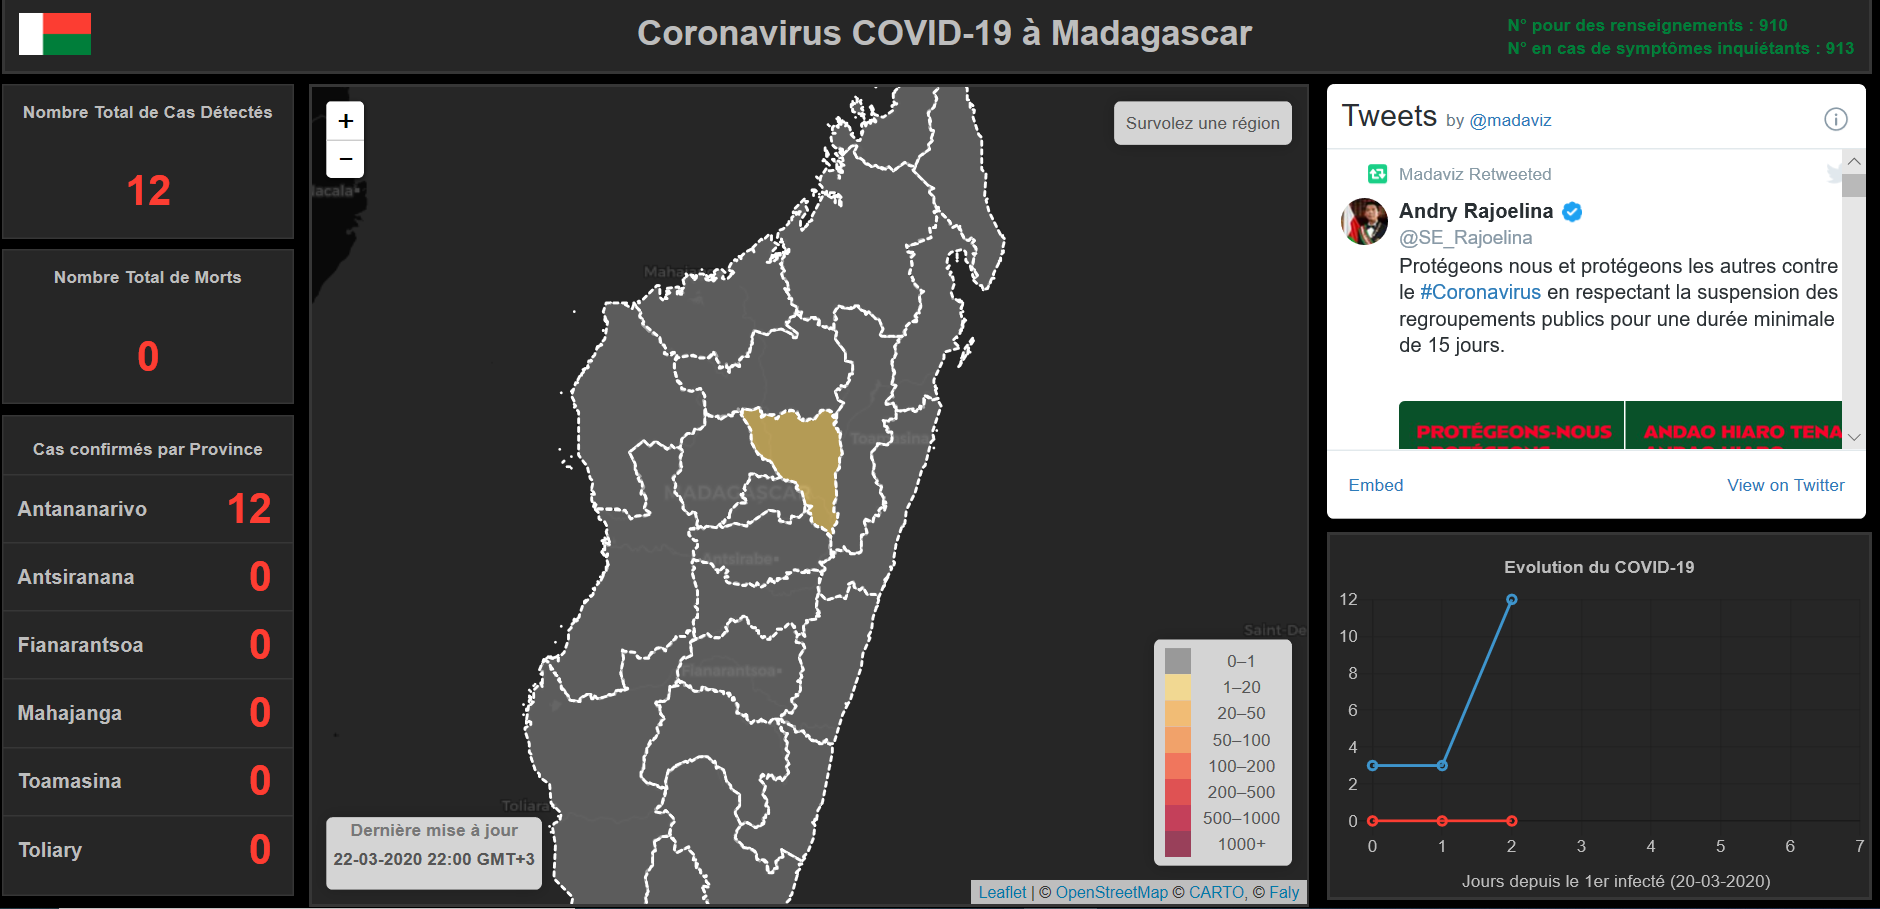 Coronavirus COVID-19 à Madagascar
N° pour des renseignements : 910
N° en cas de symptômes inquiétants : 913
Nombre Total de Cas Détectés
12
Nombre Total de Morts
0
Cas confirmés par Province
Antananarivo 12
Antsiranana 0
Fianarantsoa 0
Mahajanga 0
Toamasina 0
Toliary 0
+
−
Survolez une région
lacala
Toamasina
MADAGASCAR
Antsirabe
Fianarantsoa
Saint-De
Toliara
0–1
1–20
20–50
50–100
100–200
200–500
500–1000
1000+
Dernière mise à jour
22-03-2020 22:00 GMT+3
Leaflet | © OpenStreetMap © CARTO, © Faly
Tweets by @madaviz
Madaviz Retweeted
Andry Rajoelina
@SE_Rajoelina
Protégeons nous et protégeons les autres contre
le #Coronavirus en respectant la suspension des
regroupements publics pour une durée minimale
de 15 jours.
PROTÉGEONS-NOUS
ANDAO HIARO TENA
Embed
View on Twitter
Evolution du COVID-19
12
10
8
6
4
2
0
0 1 2 3 4 5 6 7
Jours depuis le 1er infecté (20-03-2020)